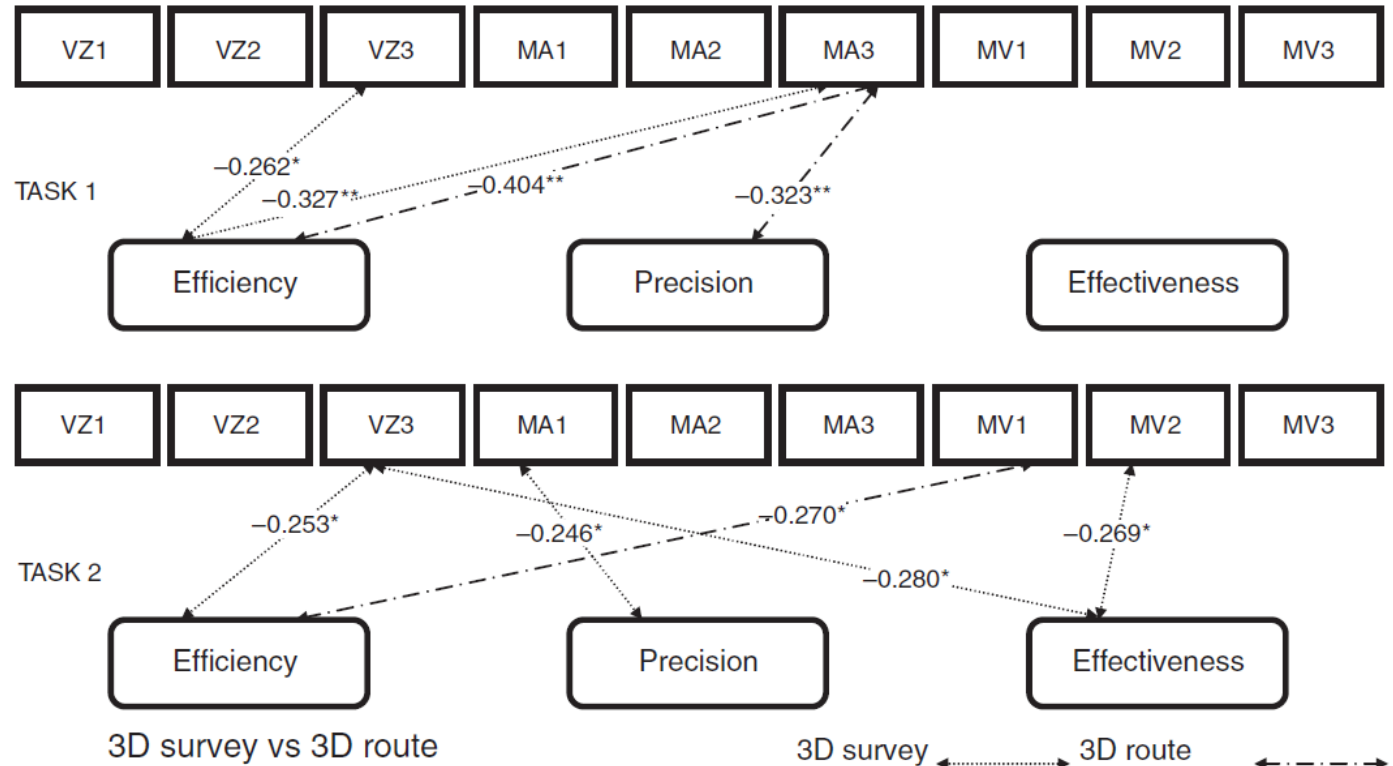 VZ1 VZ2 VZ3 MA1 MA2 MA3 MV1 MV2 MV3
–0.262*
TASK 1
–0.327**
–0.404**
–0.323**
Efficiency Precision Effectiveness
VZ1 VZ2 VZ3 MA1 MA2 MA3 MV1 MV2 MV3
–0.253* –0.246* –0.270* –0.269*
TASK 2
–0.280*
Efficiency Precision Effectiveness
3D survey vs 3D route
3D survey 3D route